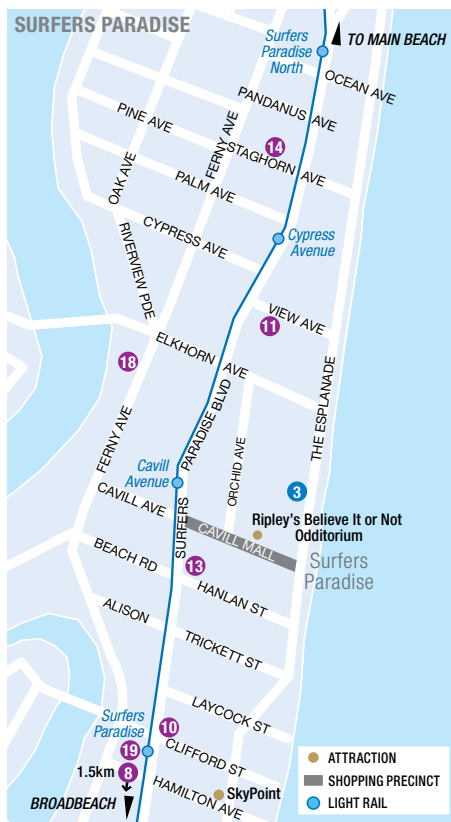 SURFERS PARADISE
Surfers
Paradise
North
TO MAIN BEACH
OCEAN AVE
PANDANUS AVE
PINE AVE
FERNY AVE
14
STAGHORN AVE
OAK AVE
PALM AVE
CYPRESS AVE
Cypress
Avenue
RIVERVIEW PDE
VIEW AVE
11
ELKHORN AVE
18
THE ESPLANADE
PARADISE BLVD
FERNY AVE
ORCHID AVE
Cavill
Avenue
3
CAVILL AVE
SURFERS
Ripley's Believe It or Not
Odditorium
CAVILL MALL
Surfers
Paradise
BEACH RD
13
HANLAN ST
ALISON
TRICKETT ST
LAYCOCK ST
Surfers
Paradise
10
19
CLIFFORD ST
1.5km
8
SkyPoint
HAMILTON AVE
BROADBEACH
ATTRACTION
SHOPPING PRECINCT
LIGHT RAIL